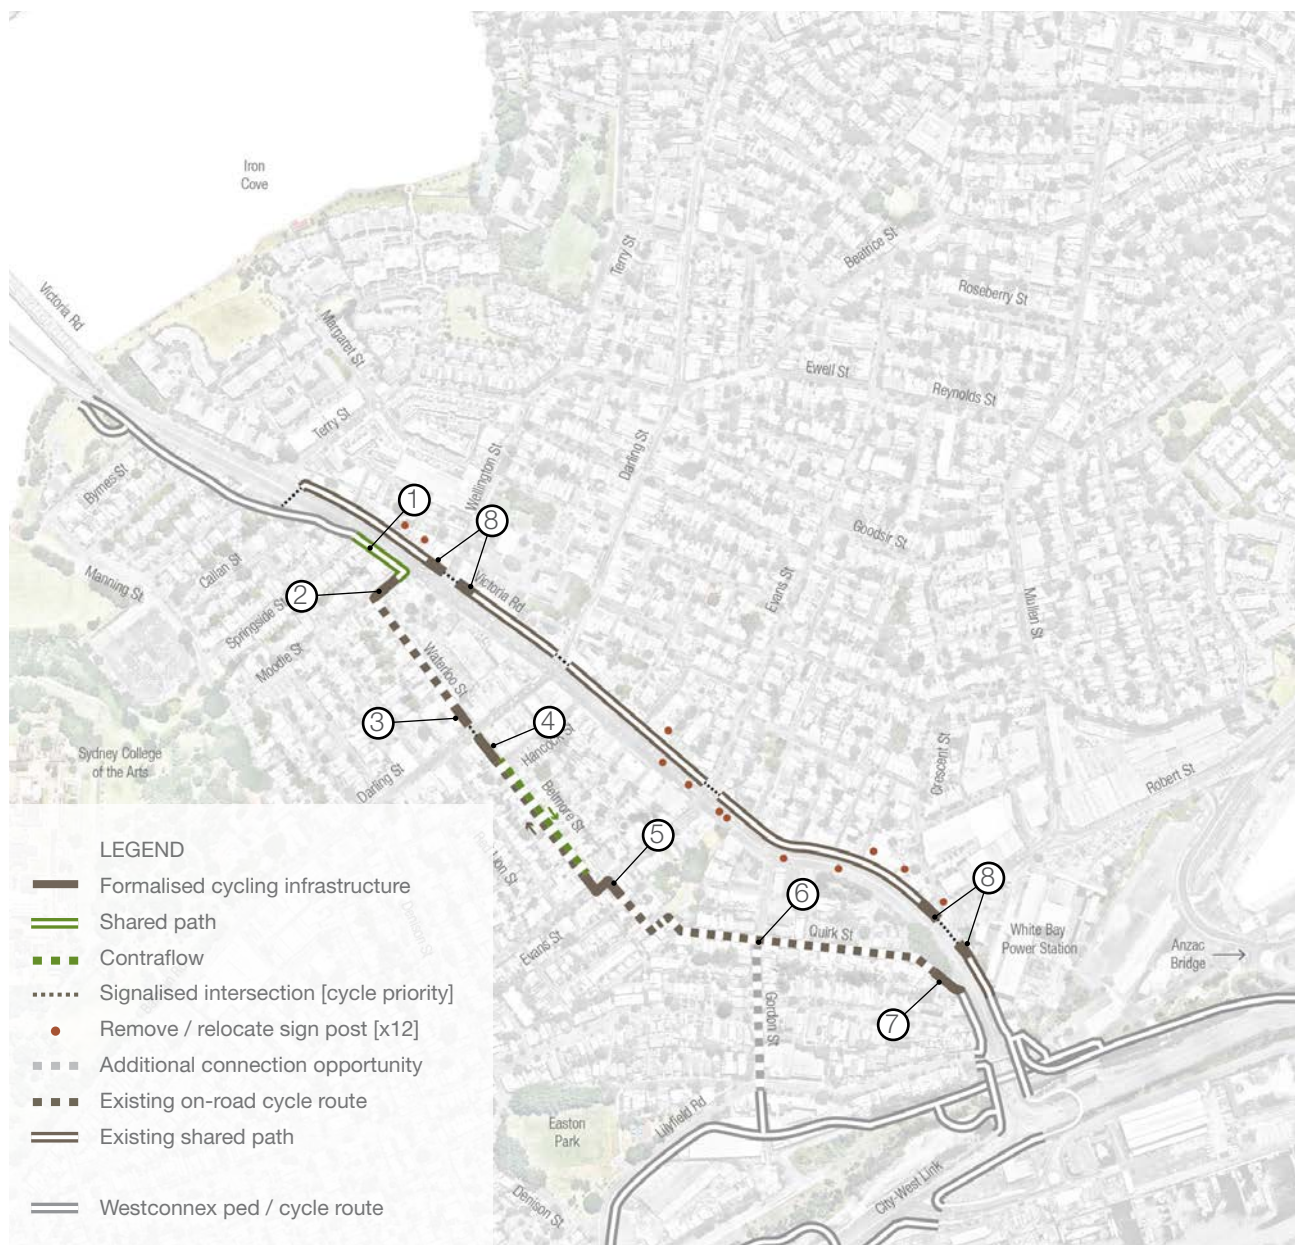 Iron
Cove
Victoria Rd
Margaret St
Terry St
Terry St
Beatrice St
Roseberry St
Ewell St
Reynolds St
Darling St
Wellington St
Byrnes St
1
8
Goodsir St
Callan St
Manning St
2
Victoria Rd
Evans St
Mullen St
Springside St
Moodie St
Waterloo St
3
4
Hancock St
Sydney College
of the Arts
Darling St
Crescent St
Robert St
Belmore St
5
LEGEND
Formalised cycling infrastructure
Shared path
Contraflow
Signalised intersection [cycle priority]
Remove / relocate sign post [x12]
Additional connection opportunity
Existing on-road cycle route
Existing shared path
Westconnex ped / cycle route
8
6
Quirk St
Evans St
White Bay
Power Station
Anzac
Bridge
7
Gordon St
Easton
Park
Lilyfield Rd
City-West Link
Denison St